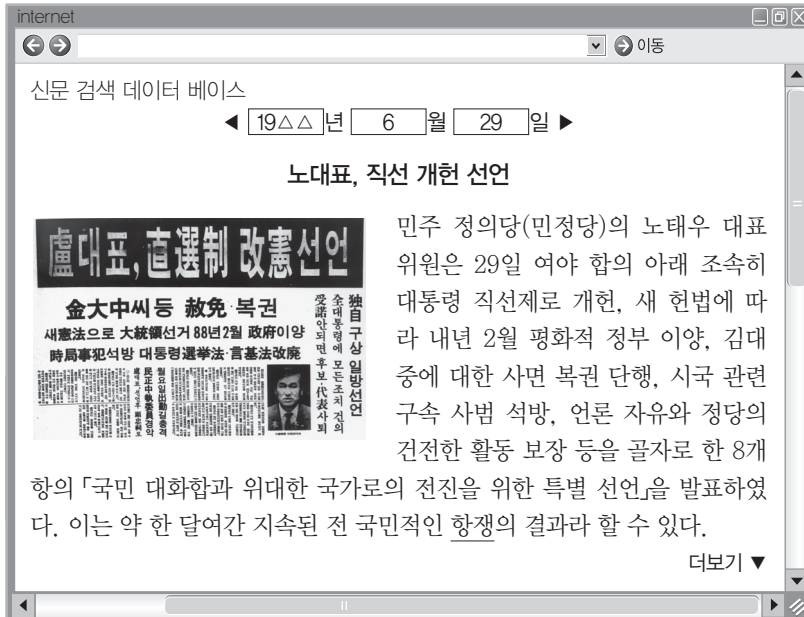 internet
이동
신문 검색 데이터 베이스
◀ 19△△ 년 6 월 29 일 ▶
노대표, 직선 개헌 선언
盧대표, 直選制 改憲선언
金大中씨등 赦免·복권
새憲法으로 大統領선거 88년2월 政府이양
時局事犯석방 대통령選挙法·言基法改廃
独自구상 일방선언
全대통령에 모든조치 건의
受諾안되면 후보·代表사퇴
민주 정의당(민정당)의 노태우 대표
위원은 29일 여야 합의 아래 조속히
대통령 직선제로 개헌, 새 헌법에 따
라 내년 2월 평화적 정부 이양, 김대
중에 대한 사면 복권 단행, 시국 관련
구속 사범 석방, 언론 자유와 정당의
건전한 활동 보장 등을 골자로 한 8개
항의 「국민 대화합과 위대한 국가로의 전진을 위한 특별 선언」을 발표하였
다. 이는 약 한 달여간 지속된 전 국민적인 항쟁의 결과라 할 수 있다.
더보기 ▼